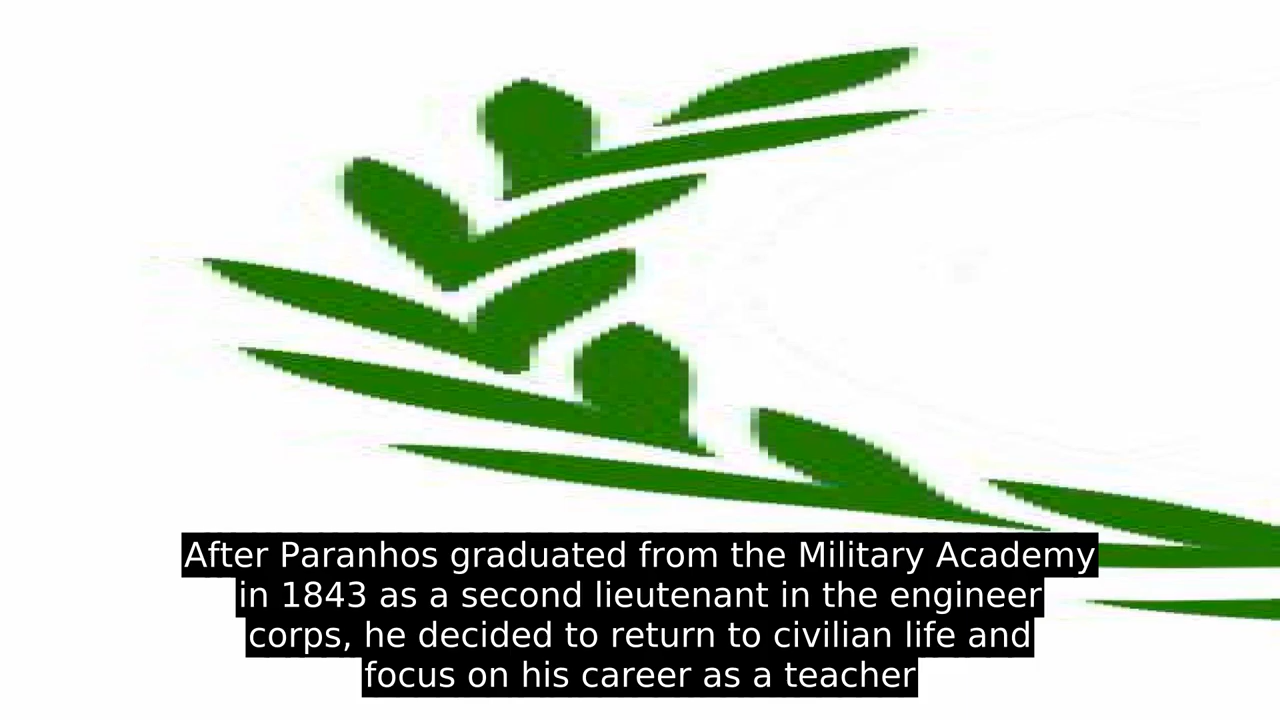 After Paranhos graduated from the Military Academy
in 1843 as a second lieutenant in the engineer
corps, he decided to return to civilian life and
focus on his career as a teacher